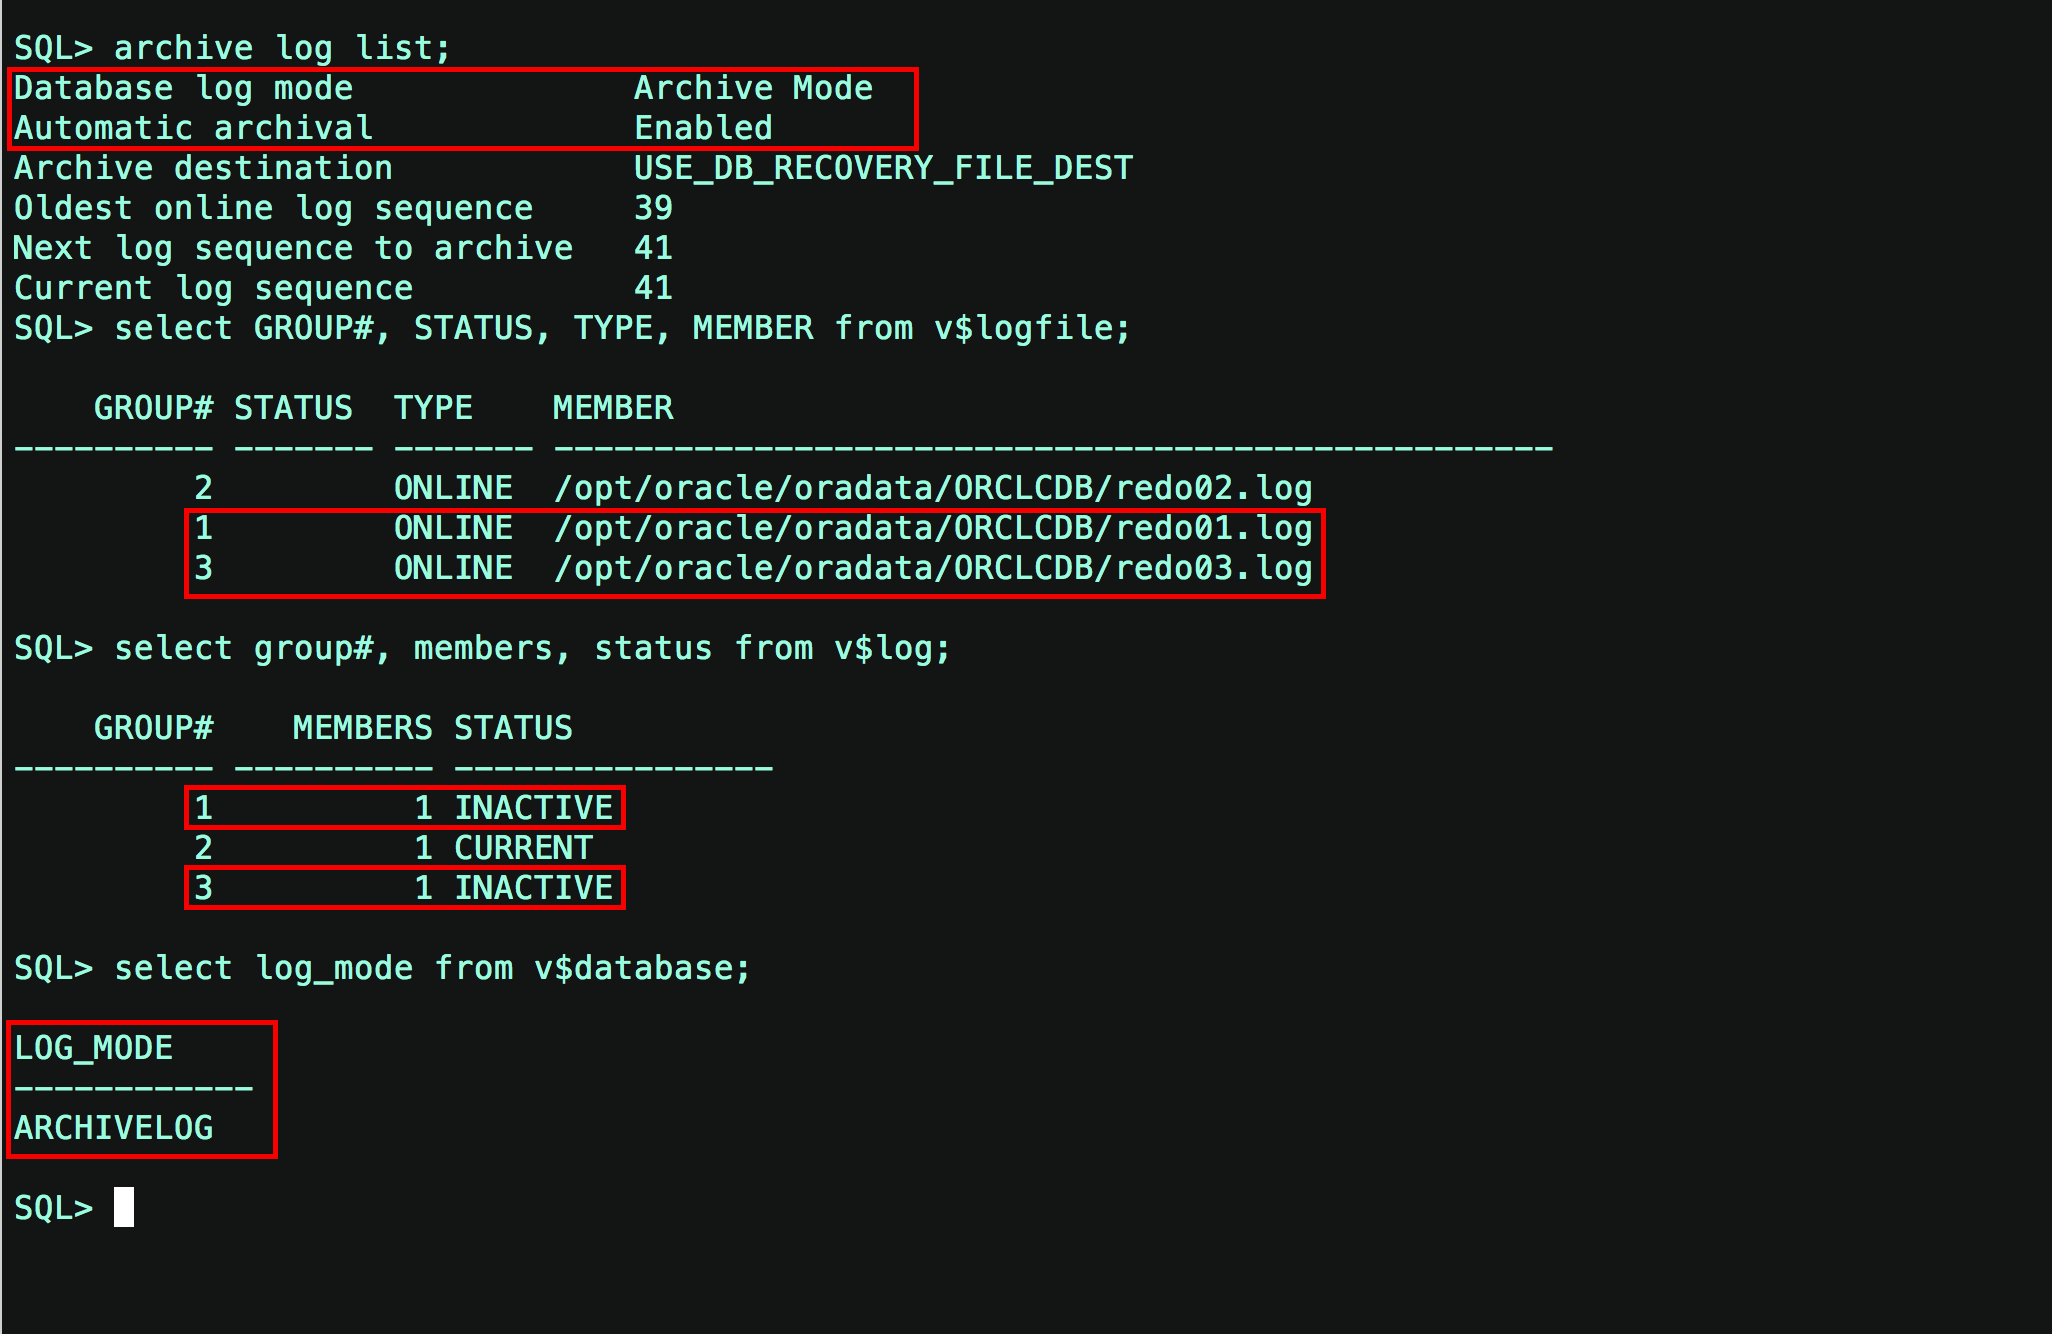 SQL> archive log list;
Database log mode              Archive Mode
Automatic archival             Enabled
Archive destination            USE_DB_RECOVERY_FILE_DEST
Oldest online log sequence     39
Next log sequence to archive   41
Current log sequence           41
SQL> select GROUP#, STATUS, TYPE, MEMBER from v$logfile;
    GROUP# STATUS  TYPE    MEMBER
---------- ------- ------- --------------------------------------------------
         2         ONLINE  /opt/oracle/oradata/ORCLCDB/redo02.log
         1         ONLINE  /opt/oracle/oradata/ORCLCDB/redo01.log
         3         ONLINE  /opt/oracle/oradata/ORCLCDB/redo03.log
SQL> select group#, members, status from v$log;
    GROUP#    MEMBERS STATUS
---------- ---------- ----------------
         1          1 INACTIVE
         2          1 CURRENT
         3          1 INACTIVE
SQL> select log_mode from v$database;
LOG_MODE
------------
ARCHIVELOG
SQL>